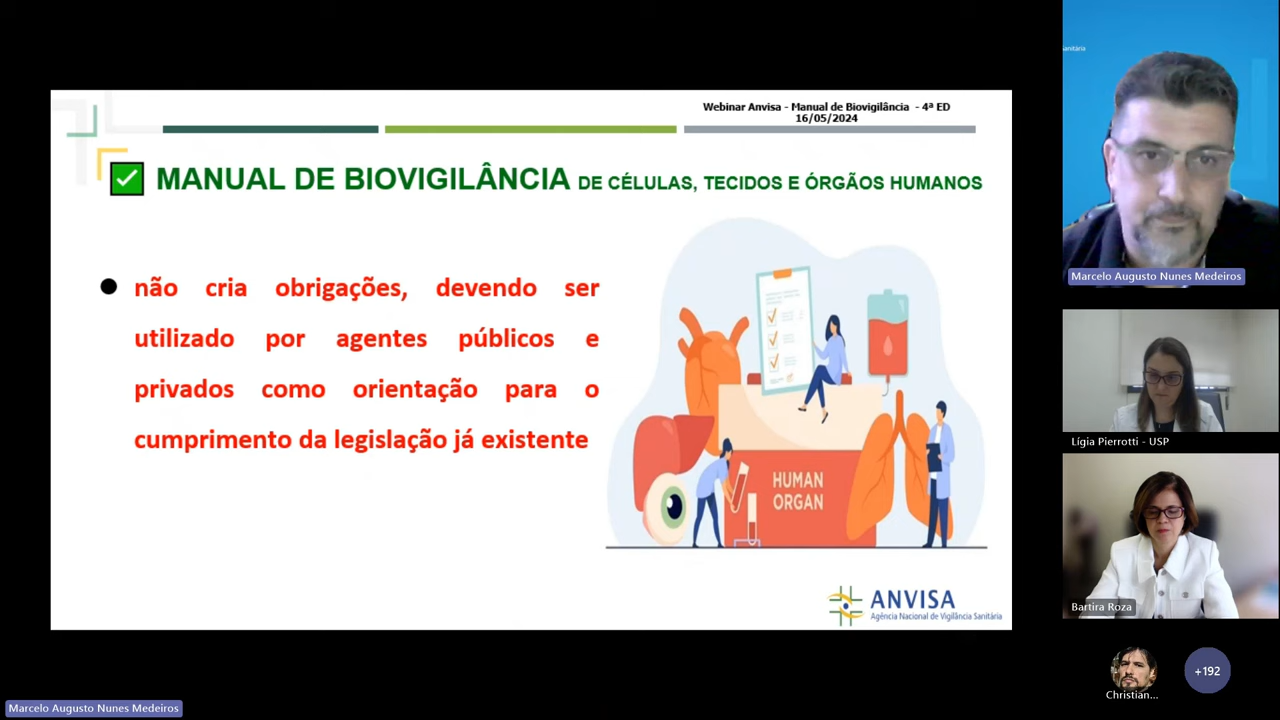 Webinar Anvisa - Manual de Biovigilância - 4ª ED
16/05/2024
MANUAL DE BIOVIGILÂNCIA DE CÉLULAS, TECIDOS E ÓRGÃOS HUMANOS
não cria obrigações, devendo ser
utilizado por agentes públicos e
privados como orientação para o
cumprimento da legislação já existente
HUMAN
ORGAN
ANVISA
Agência Nacional de Vigilância Sanitária
anitária
Marcelo Augusto Nunes Medeiros
Lígia Pierrotti - USP
Bartira Roza
Christian...
+192
Marcelo Augusto Nunes Medeiros